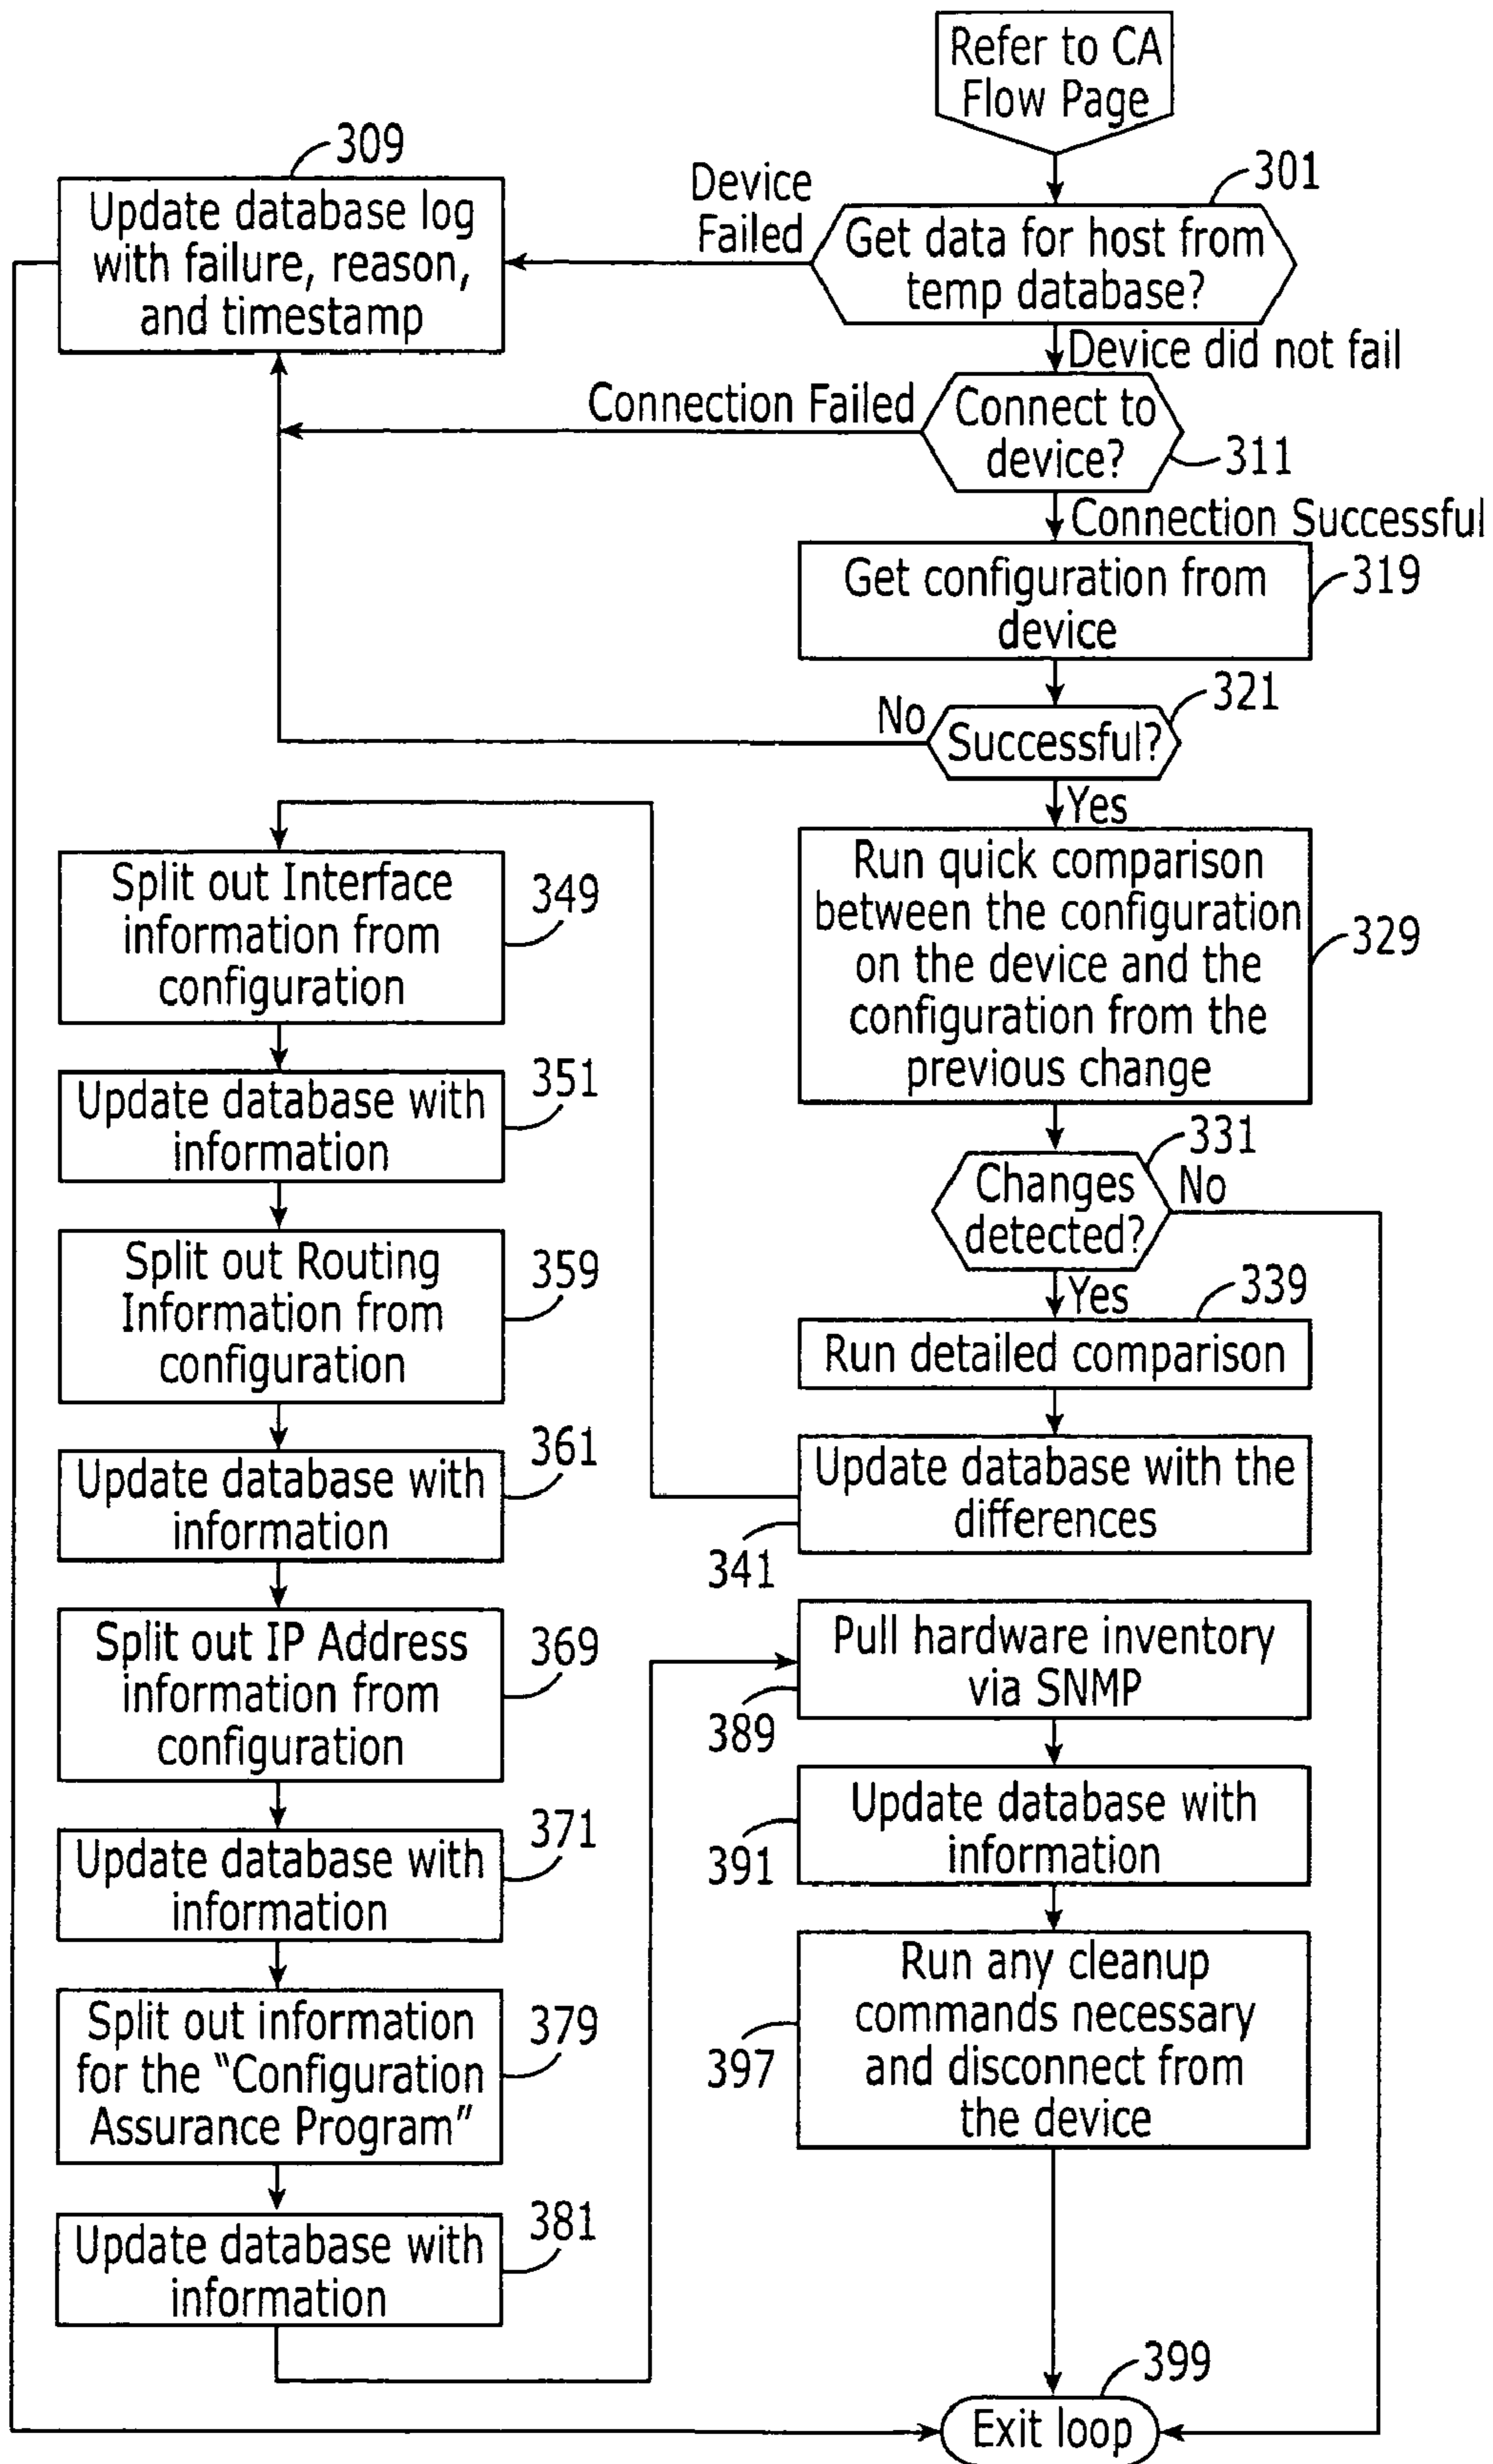 Refer to CA
Flow Page
301
Get data for host from
temp database?
Device
Failed
309
Update database log
with failure, reason,
and timestamp
Device did not fail
Connect to
device?
311
Connection Failed
Connection Successful
Get configuration from
device
319
321
Successful?
No
Yes
Run quick comparison
between the configuration
on the device and the
configuration from the
previous change
329
331
Changes
detected?
No
Yes
339
Run detailed comparison
Update database with the
differences
341
Split out Interface
information from
configuration
349
Update database with
information
351
Split out Routing
Information from
configuration
359
Update database with
information
361
Split out IP Address
information from
configuration
369
Update database with
information
371
Split out information
for the "Configuration
Assurance Program"
379
Update database with
information
381
Pull hardware inventory
via SNMP
389
Update database with
information
391
Run any cleanup
commands necessary
and disconnect from
the device
397
399
Exit loop